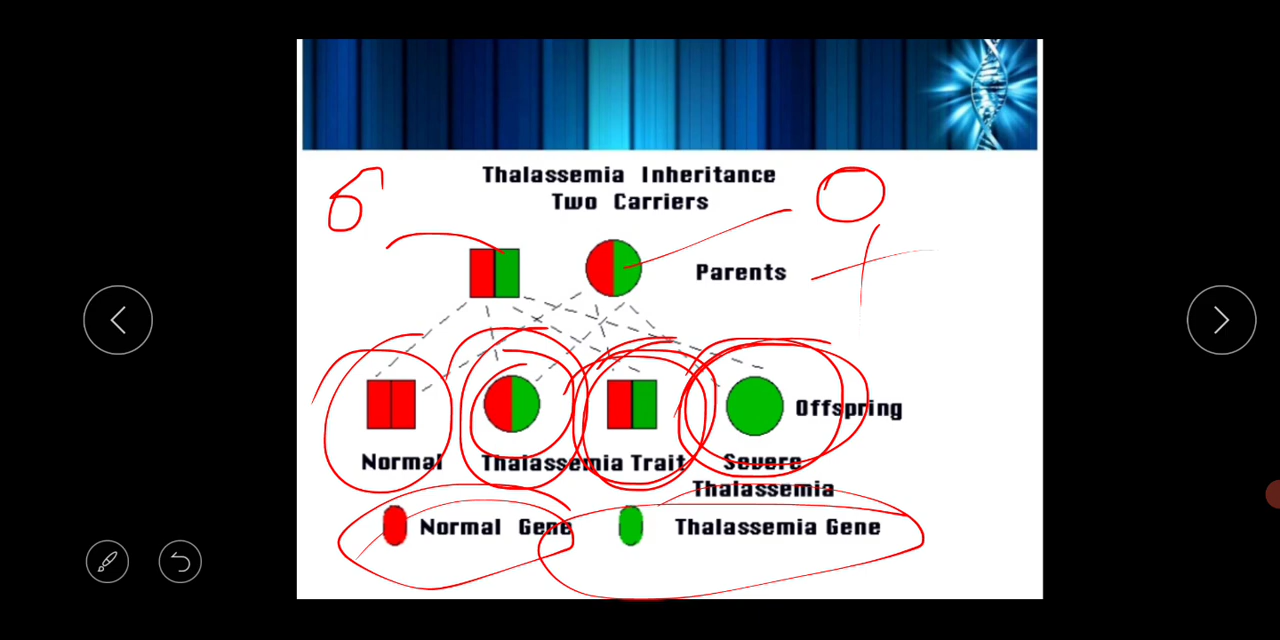 Thalassemia Inheritance
Two Carriers
Parents
Offspring
Normal
Thalassemia Trait
Severe
Thalassemia
Normal Gene
Thalassemia Gene